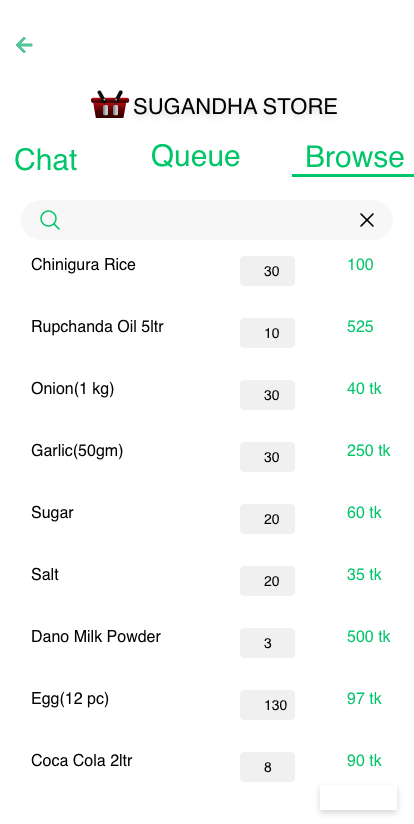 SUGANDHA STORE
Chat Queue Browse
Chinigura Rice 30 100
Rupchanda Oil 5ltr 10 525
Onion(1 kg) 30 40 tk
Garlic(50gm) 30 250 tk
Sugar 20 60 tk
Salt 20 35 tk
Dano Milk Powder 3 500 tk
Egg(12 pc) 130 97 tk
Coca Cola 2ltr 8 90 tk